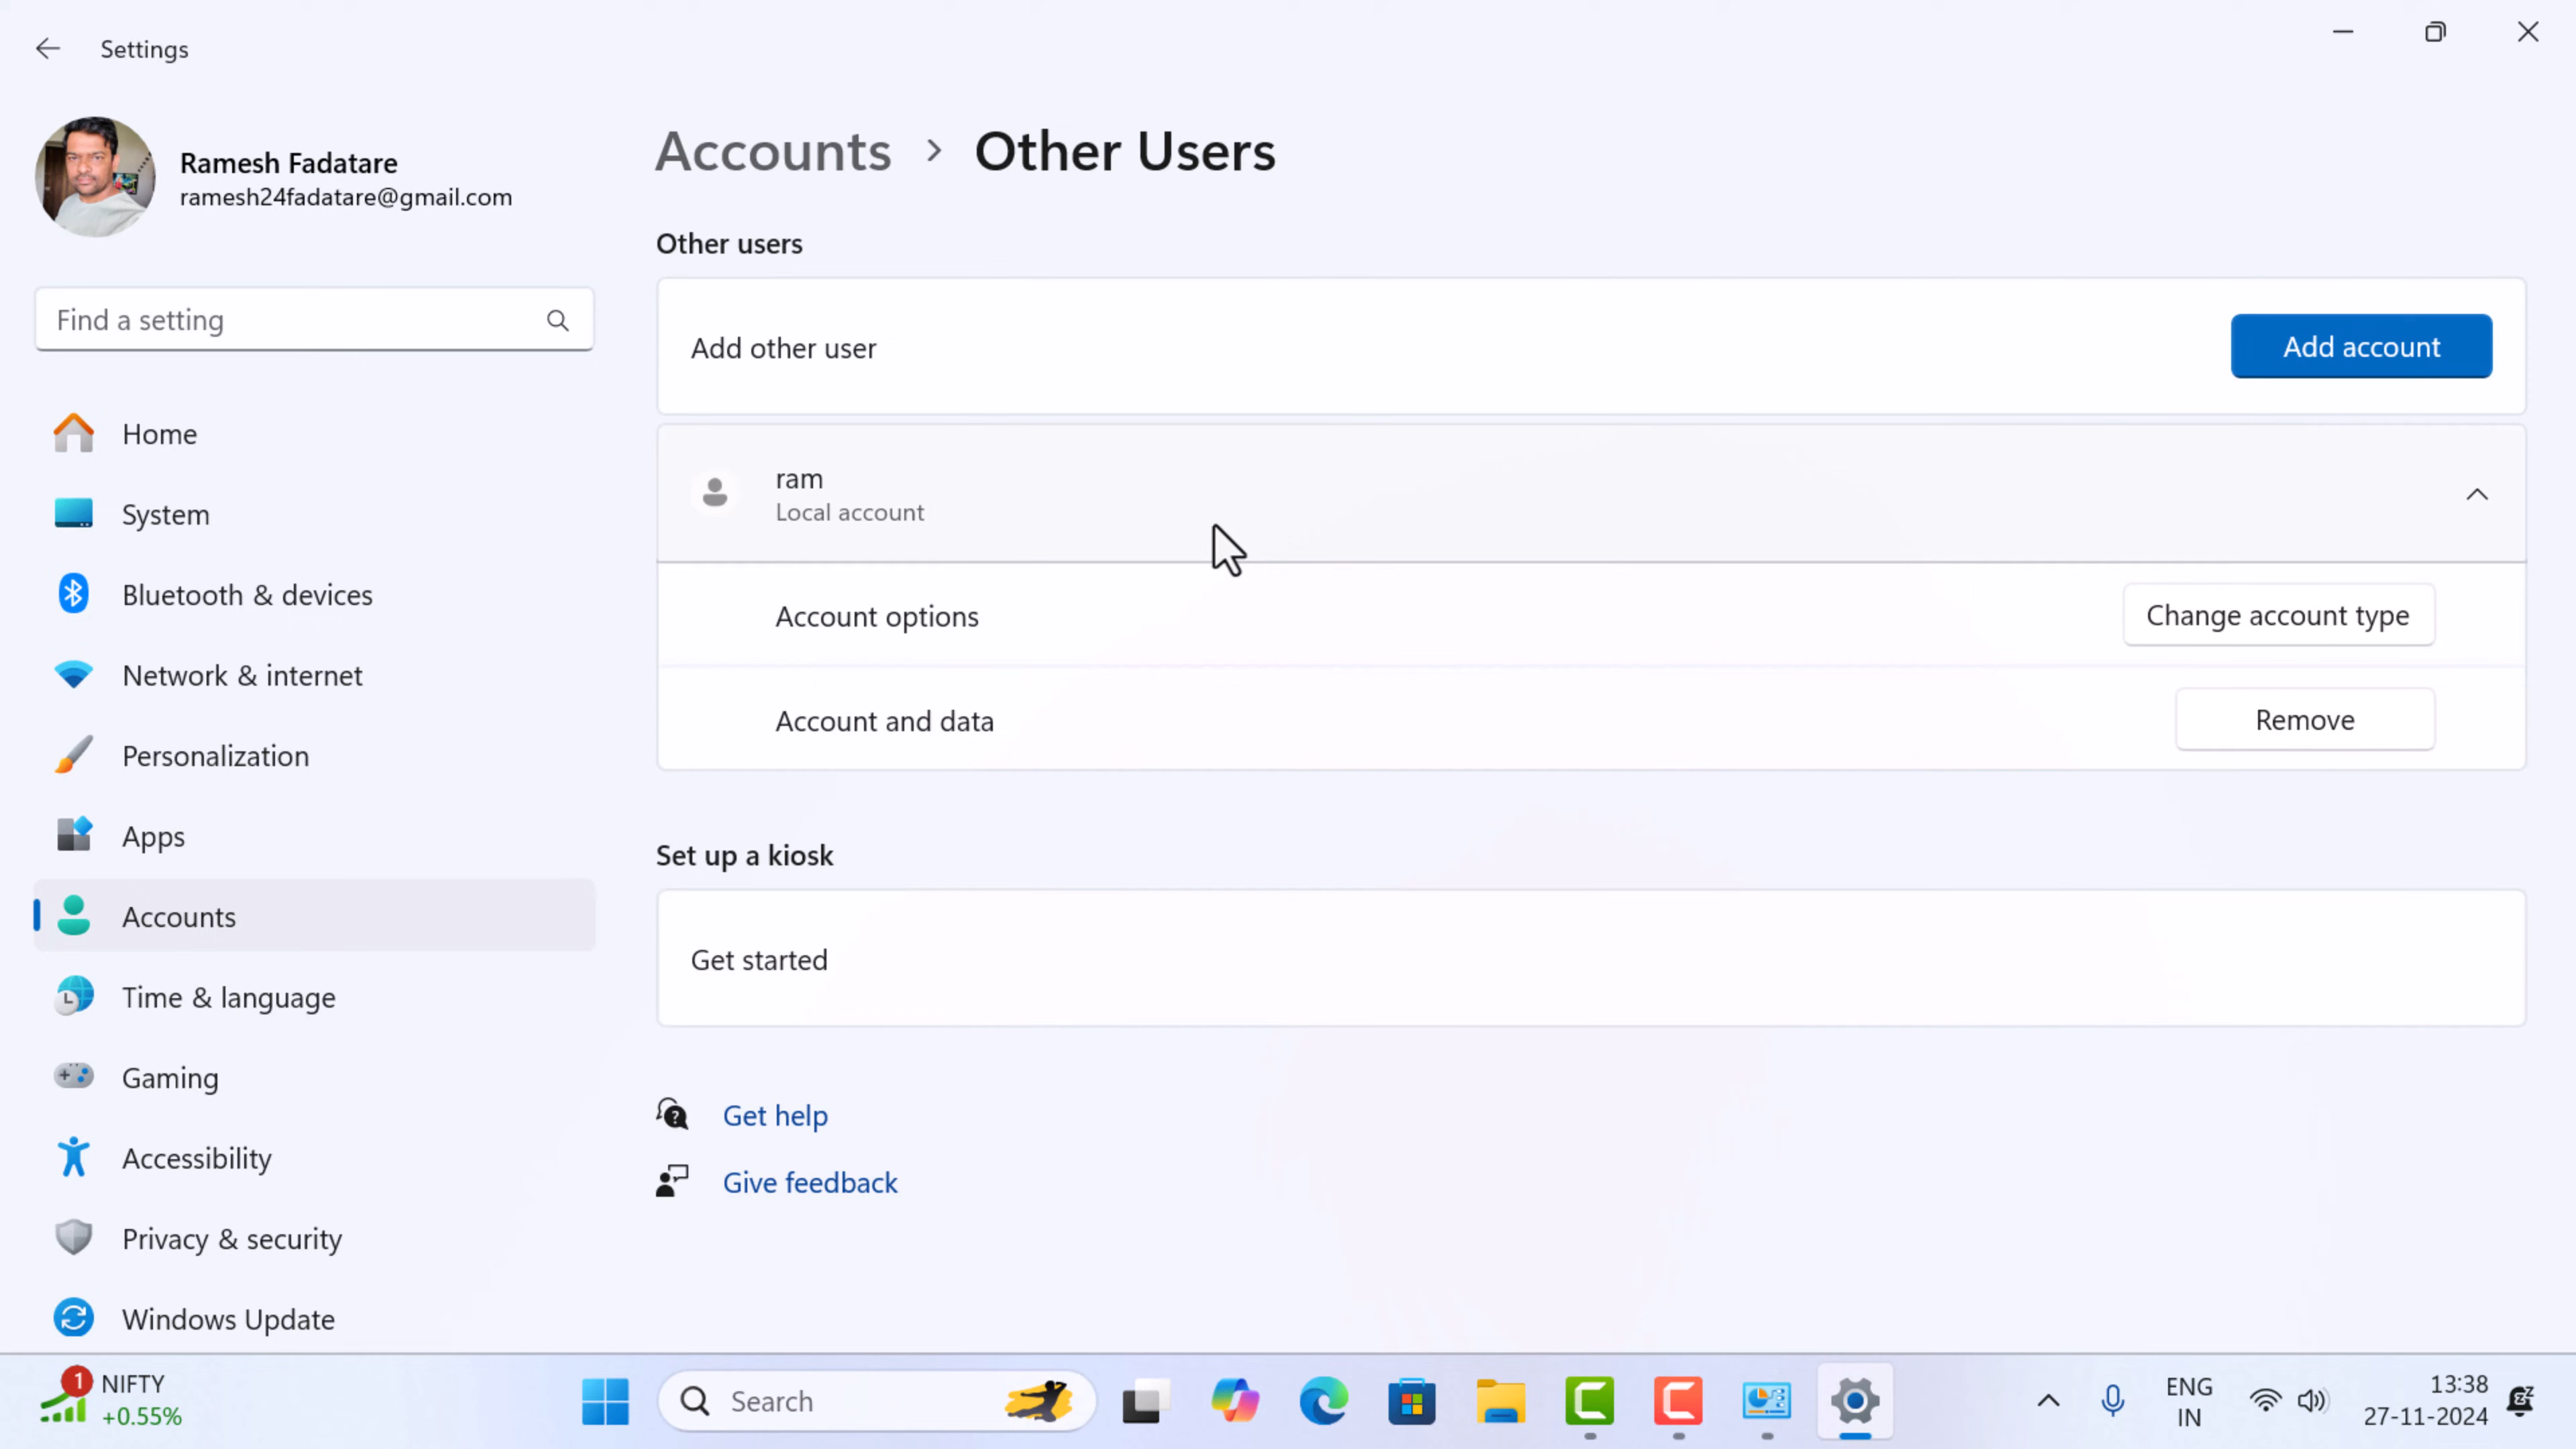 Settings
Ramesh Fadatare
ramesh24fadatare@gmail.com
Find a setting
Home
System
Bluetooth & devices
Network & internet
Personalization
Apps
Accounts
Time & language
Gaming
Accessibility
Privacy & security
Windows Update
Accounts > Other Users
Other users
Add other user
Add account
ram
Local account
Account options
Change account type
Account and data
Remove
Set up a kiosk
Get started
Get help
Give feedback
1
NIFTY
+0.55%
Search
ENG
IN
13:38
27-11-2024